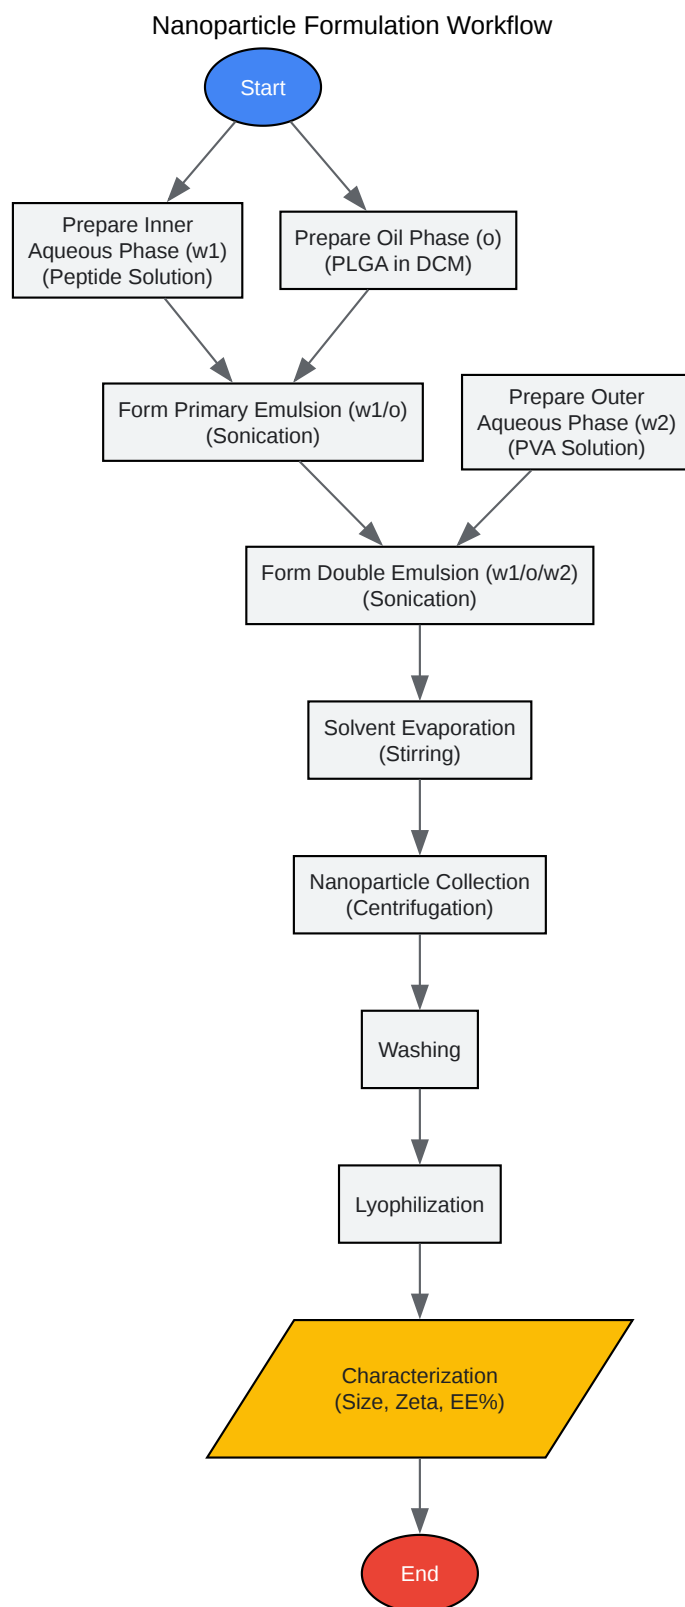 Nanoparticle Formulation Workflow
Start
Prepare Inner
Aqueous Phase (w1)
(Peptide Solution)
Prepare Oil Phase (o)
(PLGA in DCM)
Form Primary Emulsion (w1/o)
(Sonication)
Prepare Outer
Aqueous Phase (w2)
(PVA Solution)
Form Double Emulsion (w1/o/w2)
(Sonication)
Solvent Evaporation
(Stirring)
Nanoparticle Collection
(Centrifugation)
Washing
Lyophilization
Characterization
(Size, Zeta, EE%)
End